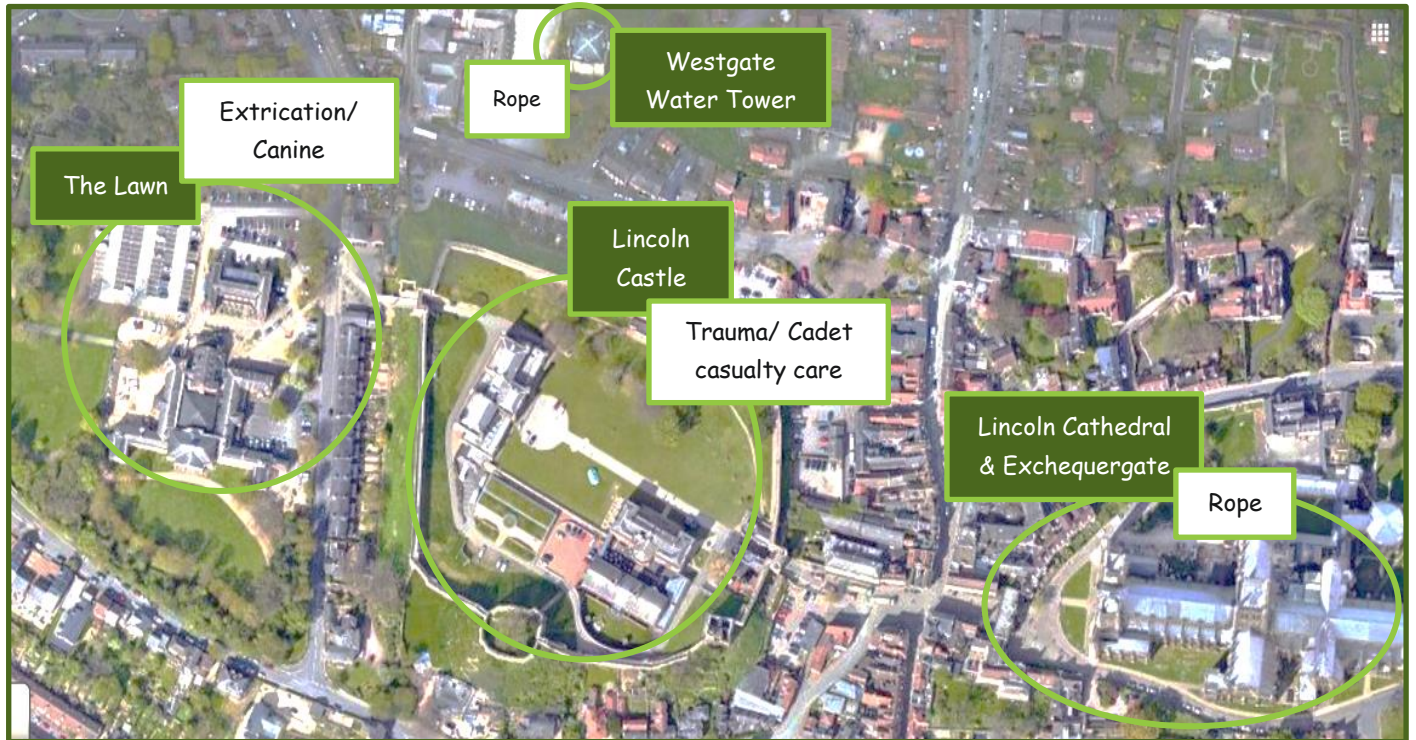 Westgate
Water Tower
Rope
Extrication/
Canine
The Lawn
Lincoln
Castle
Trauma/ Cadet
casualty care
Lincoln Cathedral
& Exchequergate
Rope